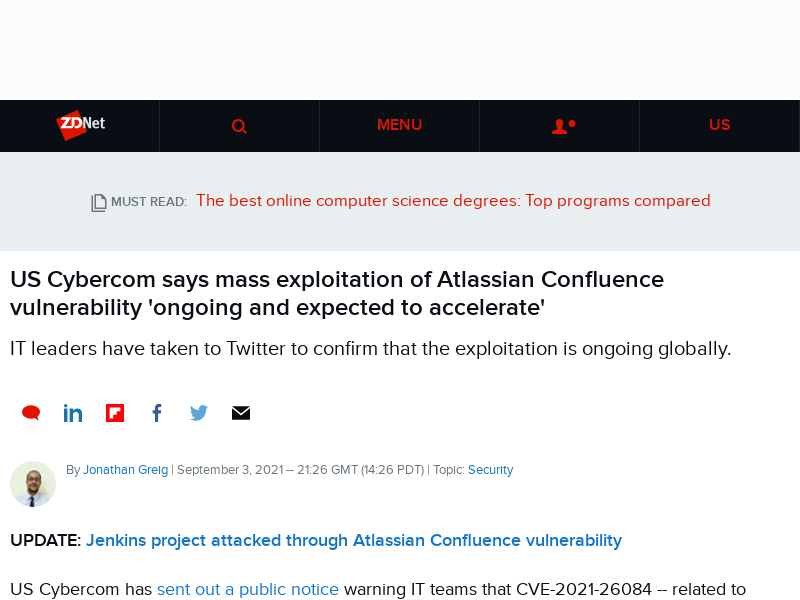 ZDNet
MENU
US
MUST READ: The best online computer science degrees: Top programs compared
US Cybercom says mass exploitation of Atlassian Confluence
vulnerability 'ongoing and expected to accelerate'
IT leaders have taken to Twitter to confirm that the exploitation is ongoing globally.
By Jonathan Greig | September 3, 2021 -- 21:26 GMT (14:26 PDT) | Topic: Security
UPDATE: Jenkins project attacked through Atlassian Confluence vulnerability
US Cybercom has sent out a public notice warning IT teams that CVE-2021-26084 -- related to